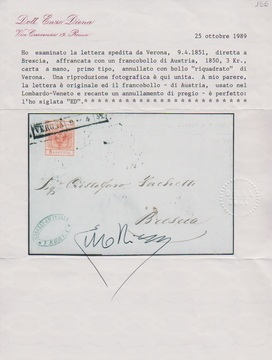 Dott. Enzo Diena
25 ottobre 1989
Ho esaminato la lettera spedita da Verona, 9.4.1851, diretta a
Brescia, affrancata con un francobollo di Austria, 1850, 3 Kr.,
carta a mano, primo tipo, annullato con bollo "riquadrato" di
Verona. Una riproduzione fotografica è qui unita. A mio parere,
la lettera è originale ed il francobollo - di Austria, usato nel
Lombardo-Veneto e recante un annullamento di pregio - è perfetto:
l'ho siglata "ED".
VERONA
Brescia